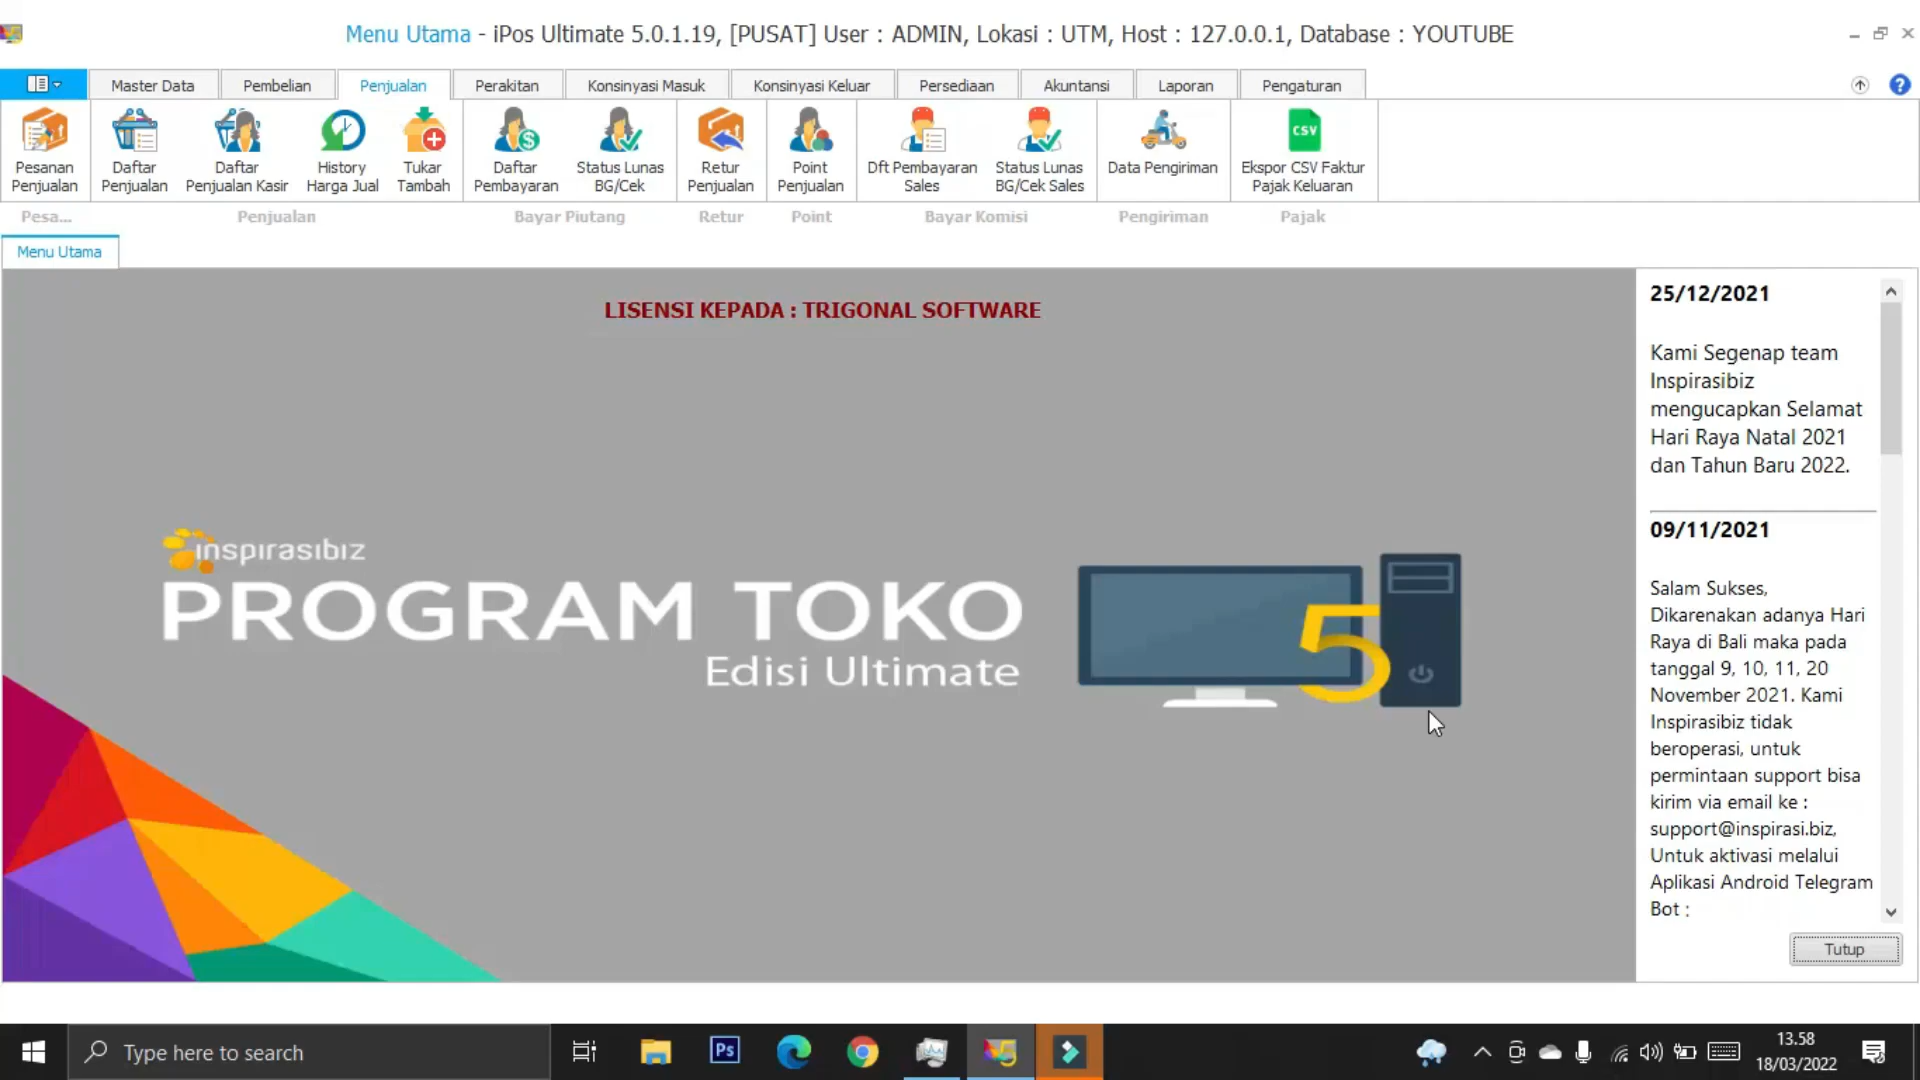 Menu Utama - iPos Ultimate 5.0.1.19, [PUSAT] User : ADMIN, Lokasi : UTM, Host : 127.0.0.1, Database : YOUTUBE
Master Data
Pembelian
Penjualan
Perakitan
Konsinyasi Masuk
Konsinyasi Keluar
Persediaan
Akuntansi
Laporan
Pengaturan
Pesanan
Penjualan
Daftar
Penjualan
Daftar
Penjualan Kasir
History
Harga Jual
Tukar
Tambah
Daftar
Pembayaran
Status Lunas
BG/Cek
Retur
Penjualan
Point
Penjualan
Dft Pembayaran
Sales
Status Lunas
BG/Cek Sales
Data Pengiriman
CSV
Ekspor CSV Faktur
Pajak Keluaran
Pesa...
Penjualan
Bayar Piutang
Retur
Point
Bayar Komisi
Pengiriman
Pajak
Menu Utama
LISENSI KEPADA : TRIGONAL SOFTWARE
inspirasibiz
PROGRAM TOKO
Edisi Ultimate
5
25/12/2021
Kami Segenap team
Inspirasibiz
mengucapkan Selamat
Hari Raya Natal 2021
dan Tahun Baru 2022.
09/11/2021
Salam Sukses,
Dikarenakan adanya Hari
Raya di Bali maka pada
tanggal 9, 10, 11, 20
November 2021. Kami
Inspirasibiz tidak
beroperasi, untuk
permintaan support bisa
kirim via email ke :
support@inspirasi.biz,
Untuk aktivasi melalui
Aplikasi Android Telegram
Bot :
Tutup
Type here to search
Ps
13.58
18/03/2022